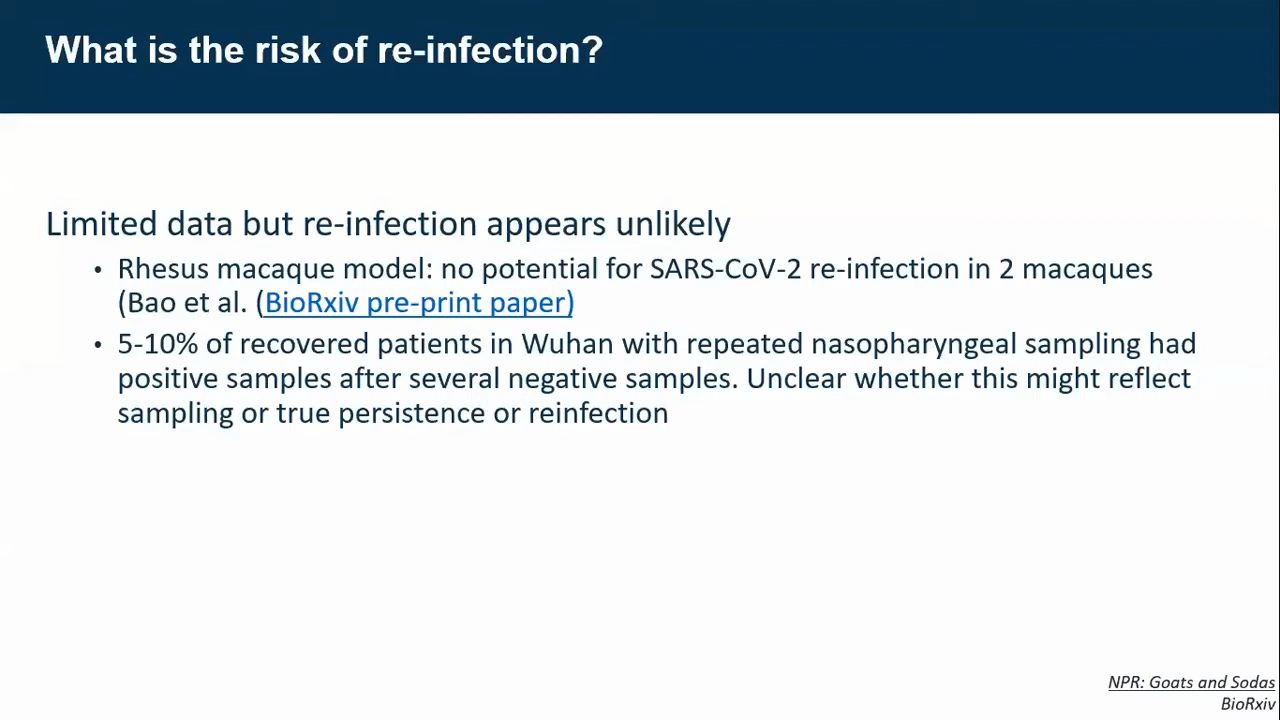 What is the risk of re-infection?
Limited data but re-infection appears unlikely
• Rhesus macaque model: no potential for SARS-CoV-2 re-infection in 2 macaques
(Bao et al. (BioRxiv pre-print paper)
• 5-10% of recovered patients in Wuhan with repeated nasopharyngeal sampling had
positive samples after several negative samples. Unclear whether this might reflect
sampling or true persistence or reinfection
NPR: Goats and Sodas
BioRxiv